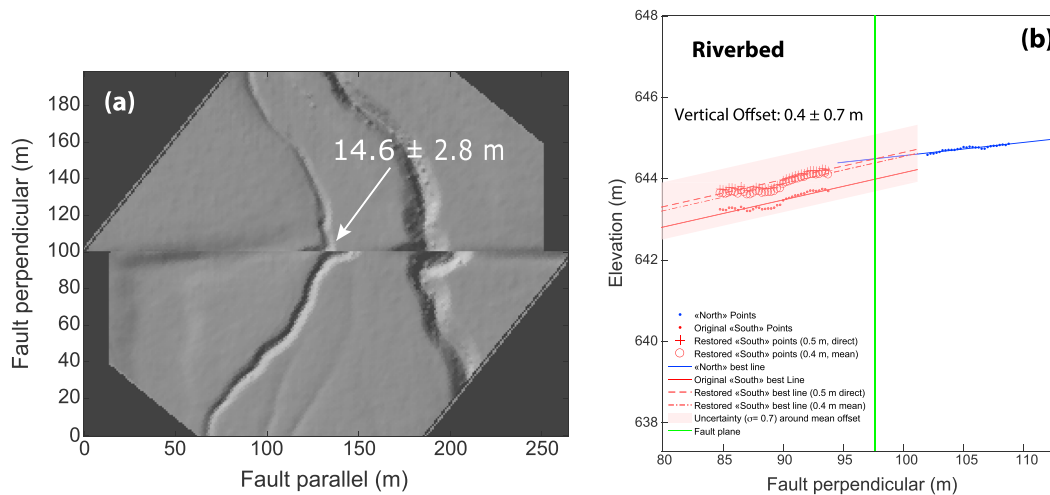 (a)
14.6 ± 2.8 m
Fault perpendicular (m)
180
160
140
120
100
80
60
40
20
0
0 50 100 150 200 250
Fault parallel (m)
(b)
Riverbed
Vertical Offset: 0.4 ± 0.7 m
Elevation (m)
648
646
644
642
640
638
«North» Points
Original «South» Points
Restored «South» points (0.5 m, direct)
Restored «South» points (0.4 m, mean)
«North» best line
Original «South» best Line
Restored «South» best line (0.5 m direct)
Restored «South» best line (0.4 m mean)
Uncertainty (σ= 0.7) around mean offset
Fault plane
80 85 90 95 100 105 110
Fault perpendicular (m)